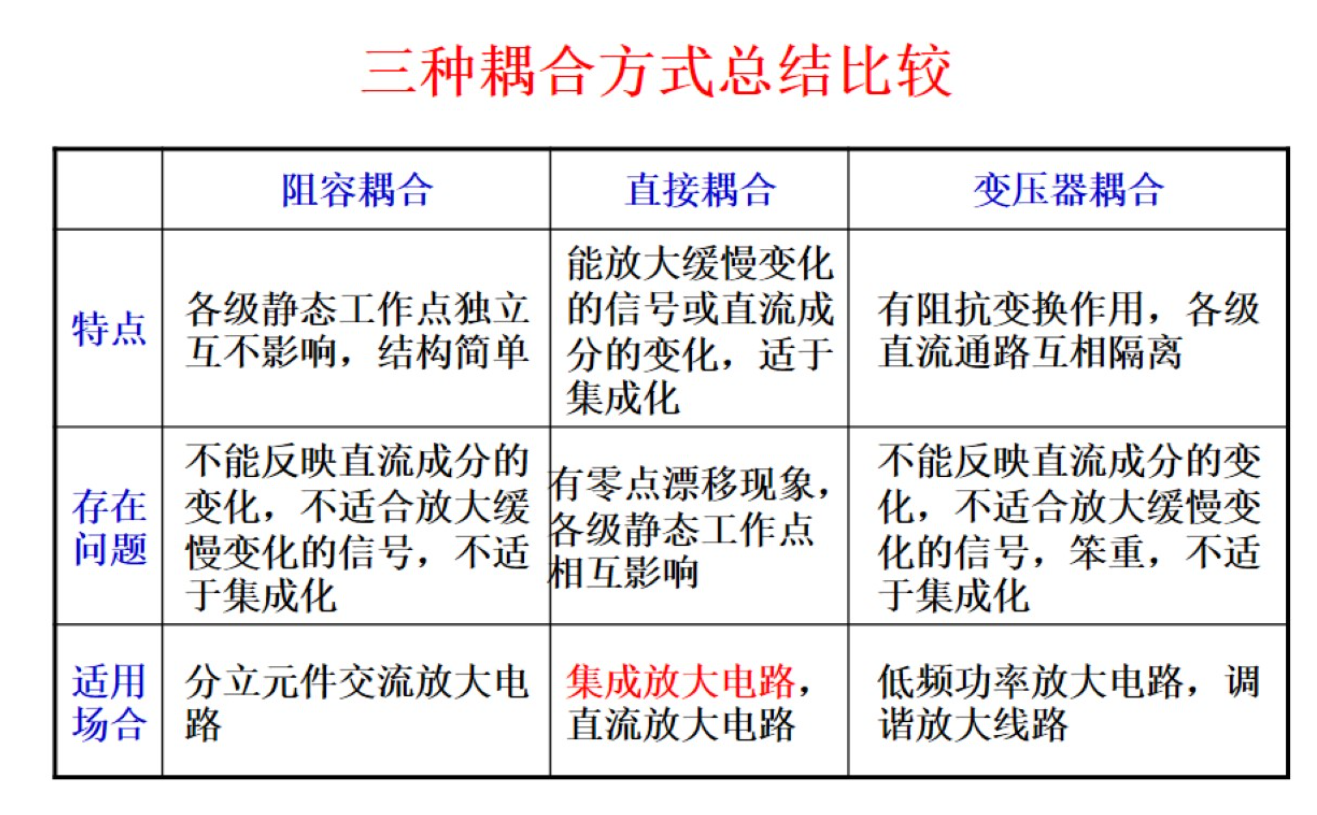 三种耦合方式总结比较
阻容耦合
直接耦合
变压器耦合
特点
各级静态工作点独立
互不影响，结构简单
能放大缓慢变化
的信号或直流成
分的变化，适于
集成化
有阻抗变换作用，各级
直流通路互相隔离
存在
问题
不能反映直流成分的
变化，不适合放大缓
慢变化的信号，不适
于集成化
有零点漂移现象，
各级静态工作点
相互影响
不能反映直流成分的变
化，不适合放大缓慢变
化的信号，笨重，不适
于集成化
适用
场合
分立元件交流放大电
路
集成放大电路，
直流放大电路
低频功率放大电路，调
谐放大线路